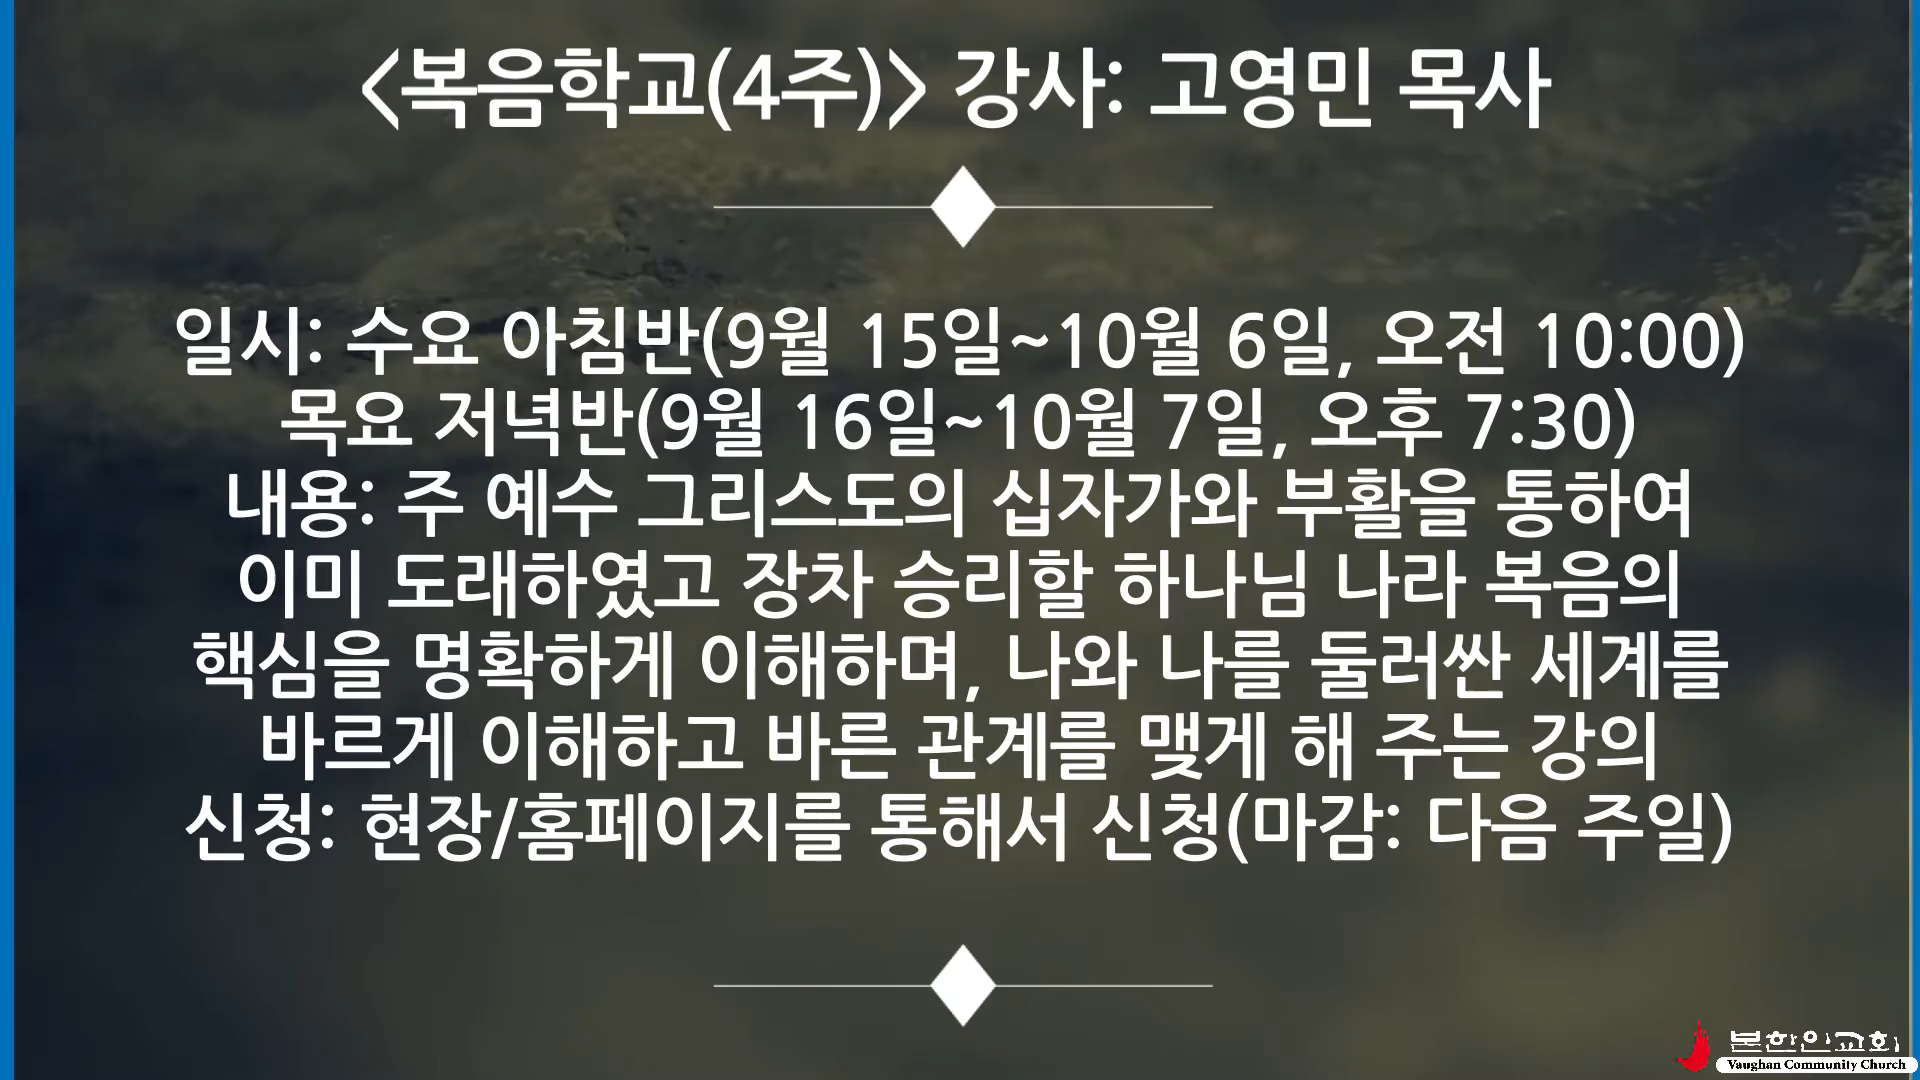 <복음학교(4주)> 강사: 고영민 목사
일시: 수요 아침반(9월 15일~10월 6일, 오전 10:00)
목요 저녁반(9월 16일~10월 7일, 오후 7:30)
내용: 주 예수 그리스도의 십자가와 부활을 통하여
이미 도래하였고 장차 승리할 하나님 나라 복음의
핵심을 명확하게 이해하며, 나와 나를 둘러싼 세계를
바르게 이해하고 바른 관계를 맺게 해 주는 강의
신청: 현장/홈페이지를 통해서 신청(마감: 다음 주일)
본한인교회
Vaughan Community Church